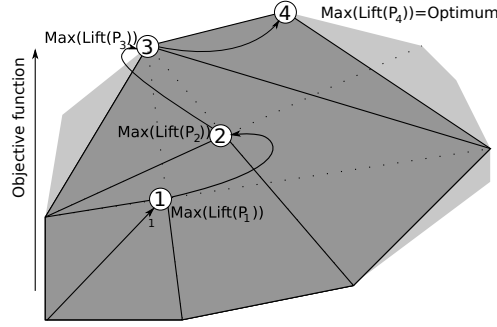 4
Max(Lift(P4))=Optimum
Max(Lift(P3))
3
Objective function
Max(Lift(P2))
2
1
Max(Lift(P1))
1